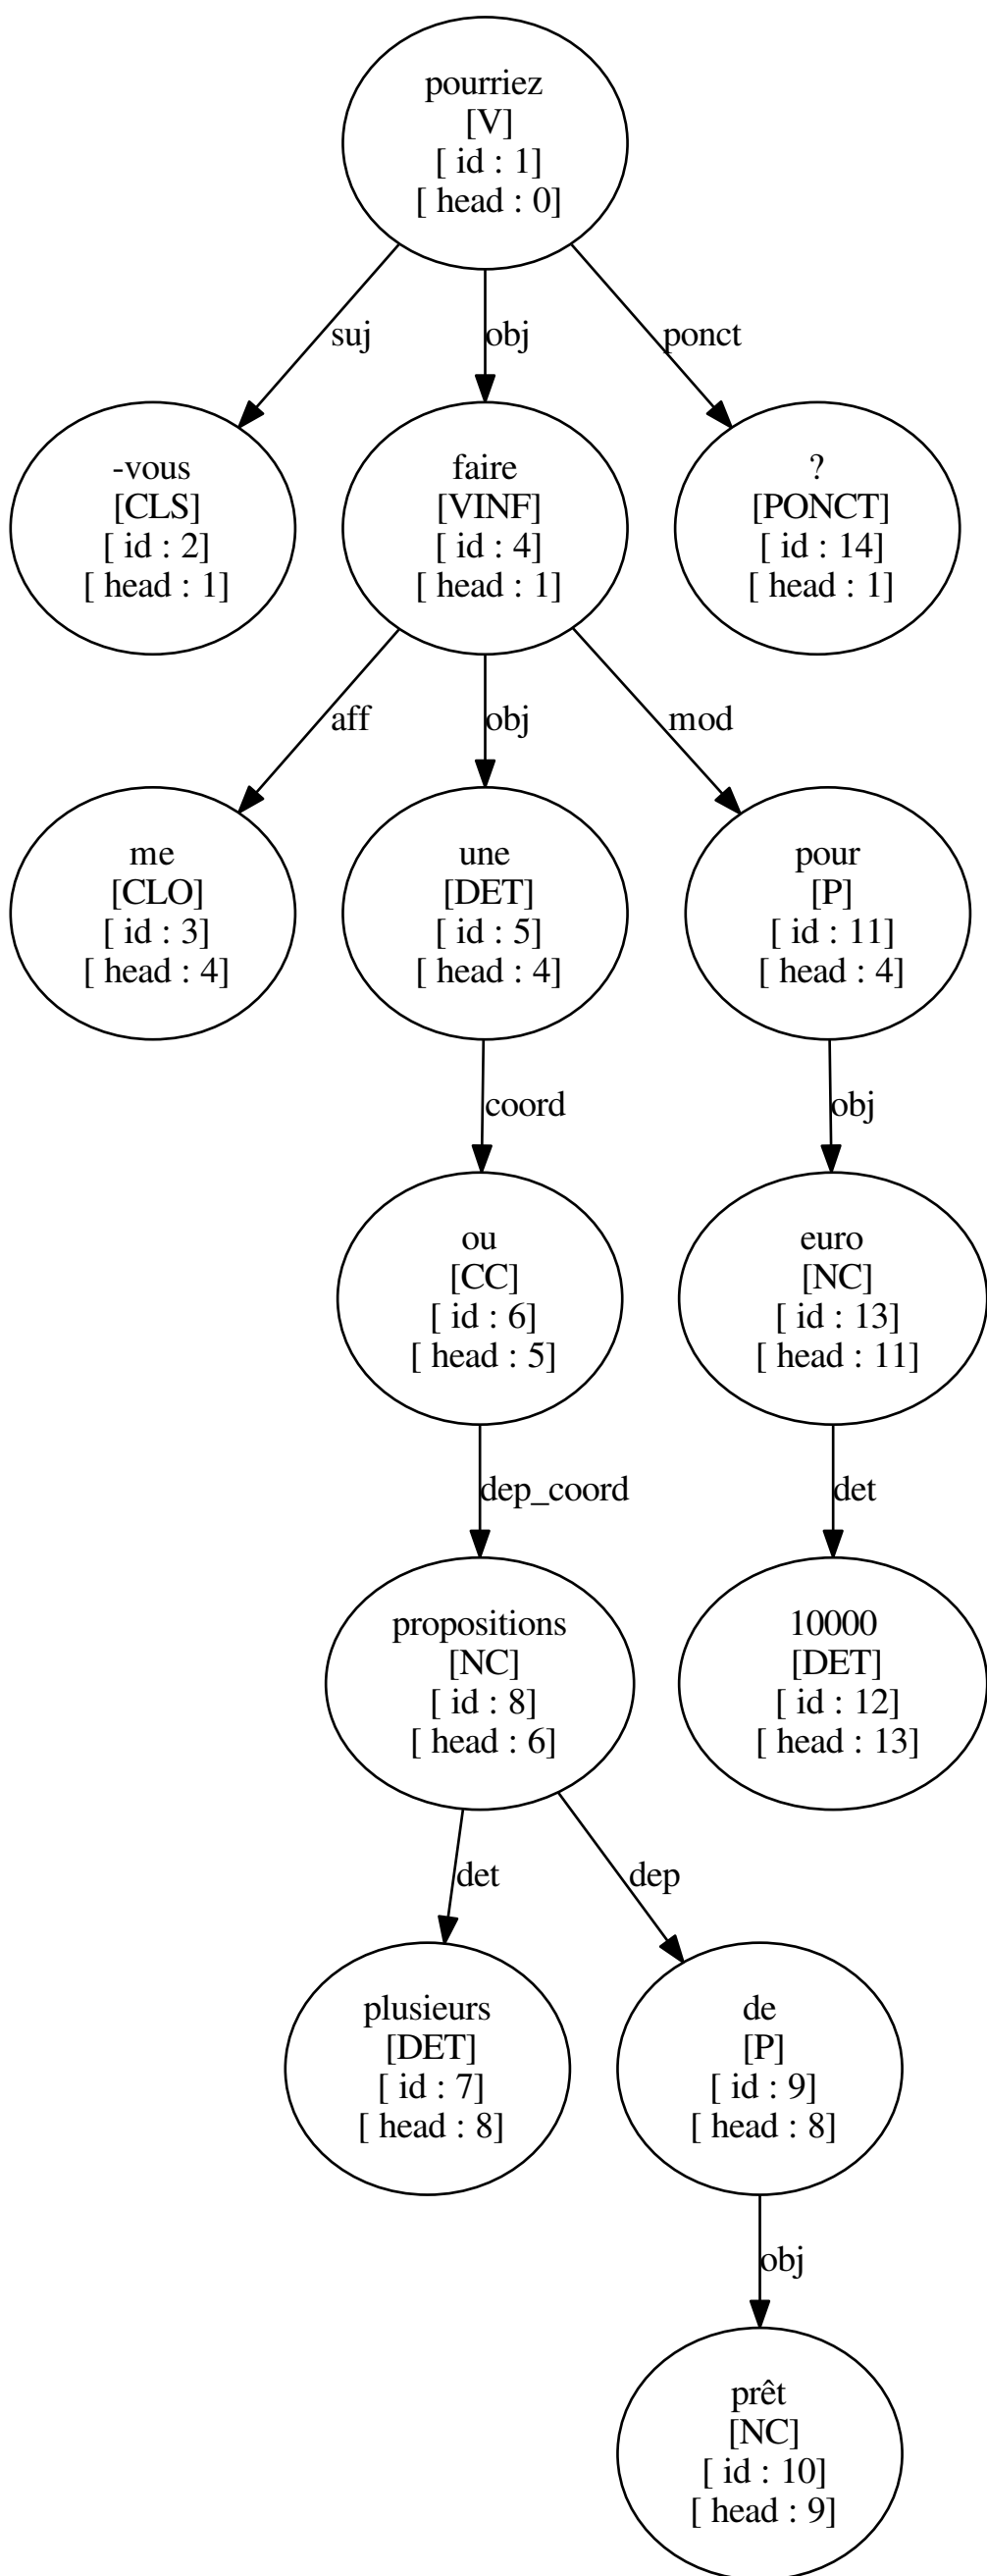 pourriez
[V]
[ id : 1]
[ head : 0]
suj
obj
ponct
-vous
[CLS]
[ id : 2]
[ head : 1]
faire
[VINF]
[ id : 4]
[ head : 1]
?
[PONCT]
[ id : 14]
[ head : 1]
aff
obj
mod
me
[CLO]
[ id : 3]
[ head : 4]
une
[DET]
[ id : 5]
[ head : 4]
pour
[P]
[ id : 11]
[ head : 4]
coord
obj
ou
[CC]
[ id : 6]
[ head : 5]
euro
[NC]
[ id : 13]
[ head : 11]
dep_coord
det
propositions
[NC]
[ id : 8]
[ head : 6]
10000
[DET]
[ id : 12]
[ head : 13]
det
dep
plusieurs
[DET]
[ id : 7]
[ head : 8]
de
[P]
[ id : 9]
[ head : 8]
obj
prêt
[NC]
[ id : 10]
[ head : 9]